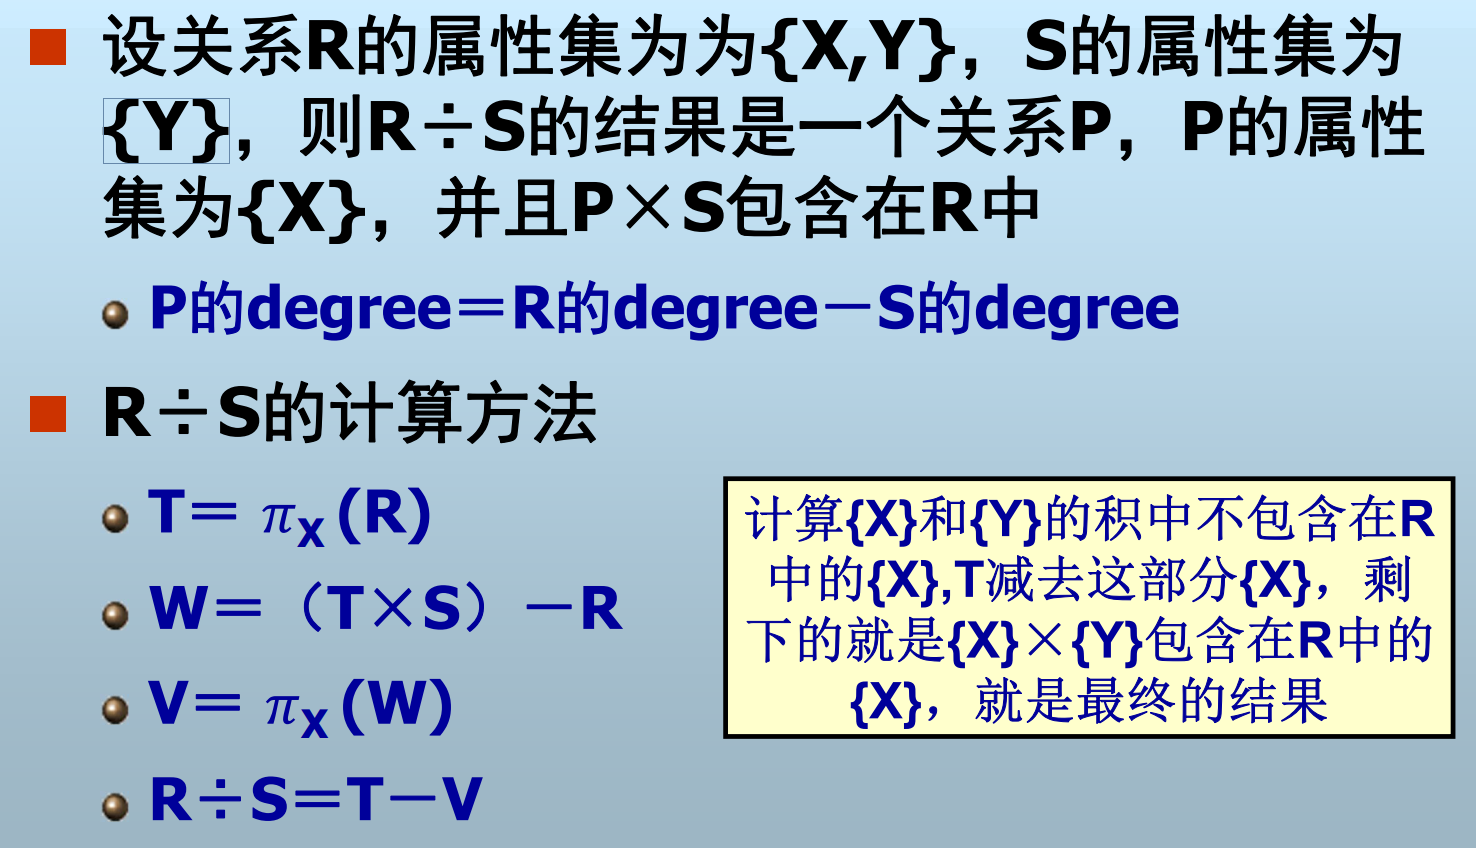 设关系R的属性集为为{X,Y}，S的属性集为
{Y}，则R÷S的结果是一个关系P，P的属性
集为{X}，并且P×S包含在R中
P的degree＝R的degree－S的degree
R÷S的计算方法
T＝ πX (R)
W＝（T×S）－R
V＝ πX (W)
R÷S＝T－V
计算{X}和{Y}的积中不包含在R
中的{X},T减去这部分{X}，剩
下的就是{X}×{Y}包含在R中的
{X}，就是最终的结果